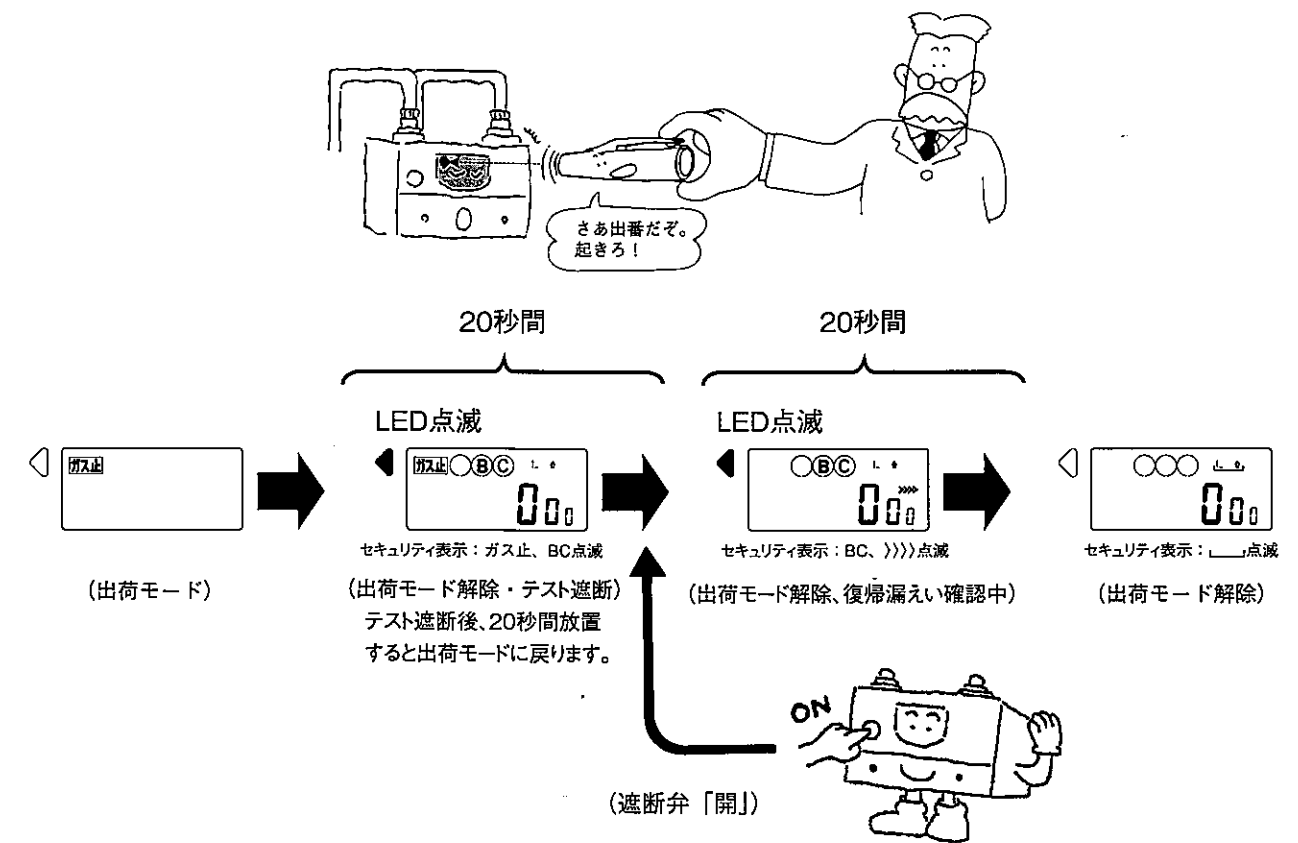 さあ出番だぞ。
起きろ！
20秒間
20秒間
LED点滅
LED点滅
ガス止
ガス止 BC L e
000
BC L e
>>>>
000
L e
000
セキュリティ表示：ガス止、BC点滅
セキュリティ表示：BC、〉〉〉〉点滅
セキュリティ表示：⎵点滅
（出荷モード）
（出荷モード解除・テスト遮断）
テスト遮断後、20秒間放置
すると出荷モードに戻ります。
（出荷モード解除、復帰漏えい確認中）
（出荷モード解除）
ON
（遮断弁「開」）